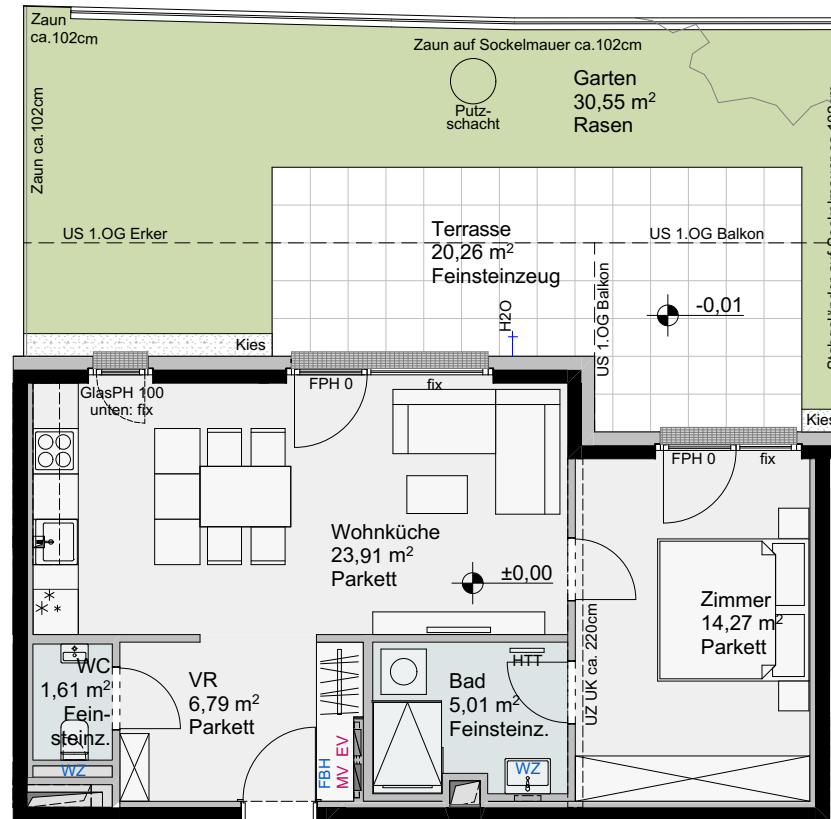 Zaun
ca.102cm
Zaun auf Sockelmauer ca.102cm
Garten
30,55 m²
Rasen
Putz-
schacht
Zaun ca.102cm
Terrasse
20,26 m²
Feinsteinzeug
US 1.OG Erker
US 1.OG Balkon
US 1.OG Balkon
-0,01
H2O
Kies
Kies
GlasPH 100
unten: fix
FPH 0
fix
FPH 0
fix
Wohnküche
23,91 m²
Parkett
±0,00
Zimmer
14,27 m²
Parkett
UZ UK ca. 220cm
WC
1,61 m²
Fein-
steinz.
WZ
VR
6,79 m²
Parkett
FBH
MV EV
HTT
Bad
5,01 m²
Feinsteinz.
WZ